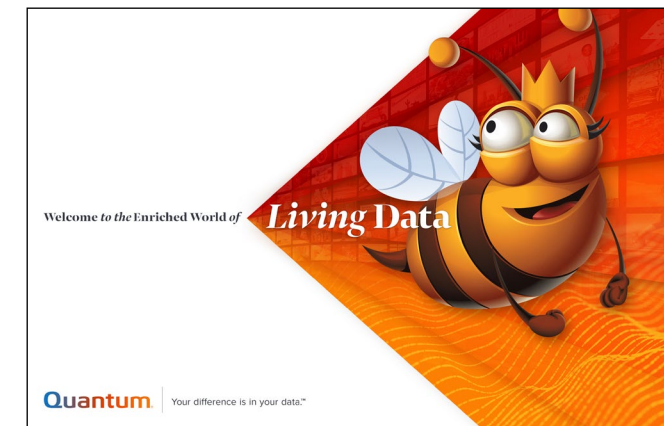 Welcome to the Enriched World of Living Data
Quantum.
Your difference is in your data.™